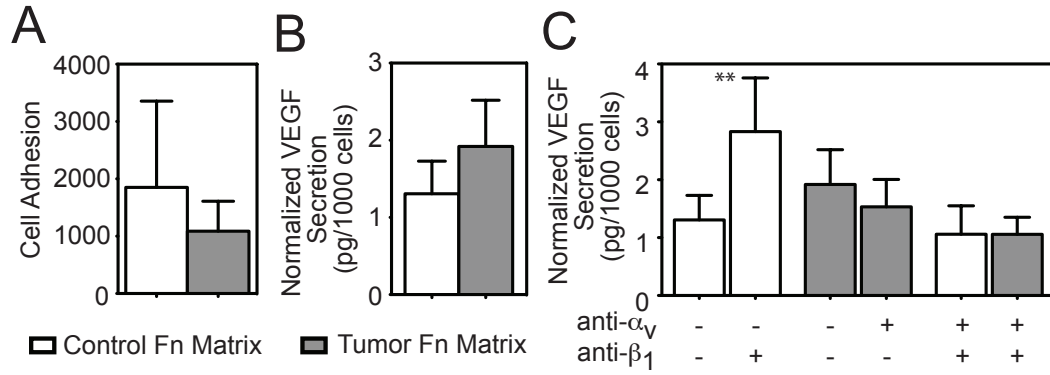 A
B
C
Cell Adhesion
4000
3000
2000
1000
0
Normalized VEGF
Secretion
(pg/1000 cells)
3
2
1
0
Normalized VEGF
Secretion
(pg/1000 cells)
4
3
2
1
0
**
anti-αv - - - + + +
anti-β1 - + - - + +
Control Fn Matrix
Tumor Fn Matrix